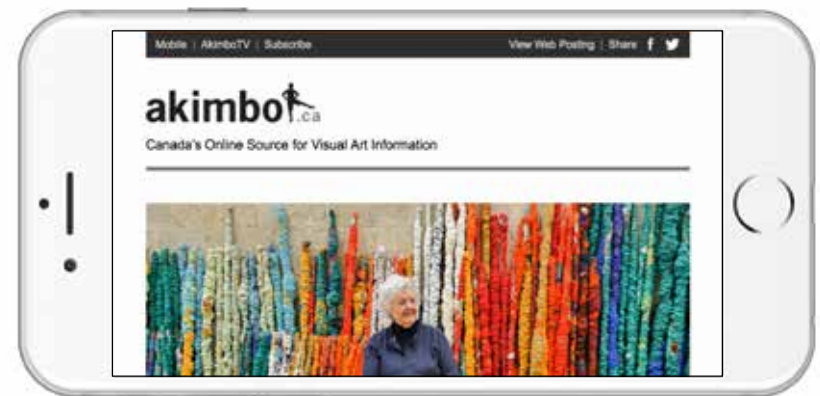 Mobile | AkimboTV | Subscribe
View Web Posting | Share
akimbo.ca
Canada's Online Source for Visual Art Information